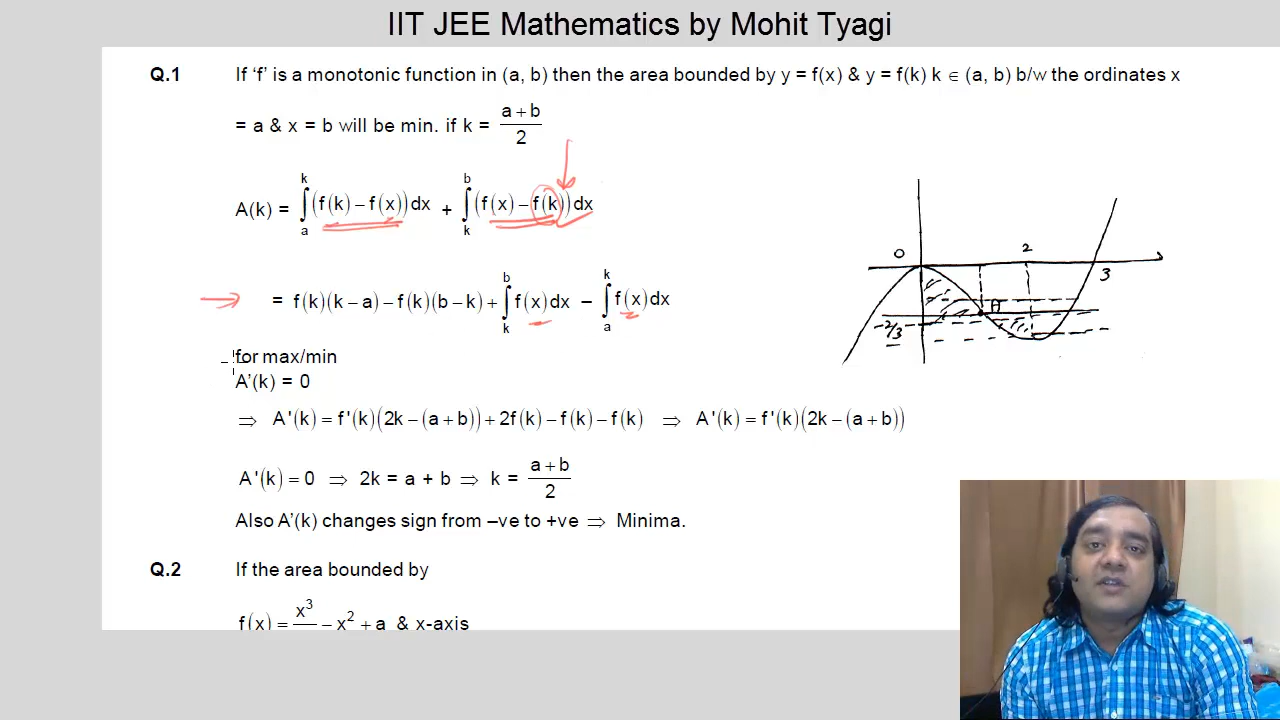 IIT JEE Mathematics by Mohit Tyagi
Q.1 If 'f' is a monotonic function in (a, b) then the area bounded by y = f(x) & y = f(k) k ∈ (a, b) b/w the ordinates x
= a & x = b will be min. if k = (a + b)/2
A(k) = ∫_a^k (f(k) − f(x)) dx + ∫_k^b (f(x) − f(k)) dx
= f(k)(k − a) − f(k)(b − k) + ∫_k^b f(x) dx − ∫_a^k f(x) dx
for max/min
A'(k) = 0
⇒ A'(k) = f'(k)(2k − (a + b)) + 2f(k) − f(k) − f(k) ⇒ A'(k) = f'(k)(2k − (a + b))
A'(k) = 0 ⇒ 2k = a + b ⇒ k = (a + b)/2
Also A'(k) changes sign from –ve to +ve ⇒ Minima.
0 2 3
A
-2/3
Q.2 If the area bounded by
f(x) = x³ − x² + a & x-axis